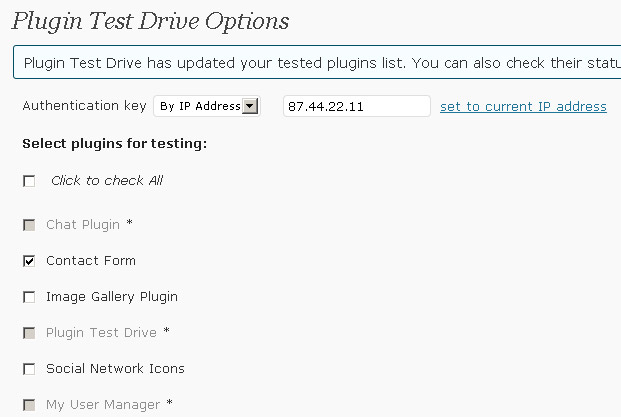 Plugin Test Drive Options
Plugin Test Drive has updated your tested plugins list. You can also check their statu
Authentication key By IP Address 87.44.22.11 set to current IP address
Select plugins for testing:
Click to check All
Chat Plugin *
Contact Form
Image Gallery Plugin
Plugin Test Drive *
Social Network Icons
My User Manager *